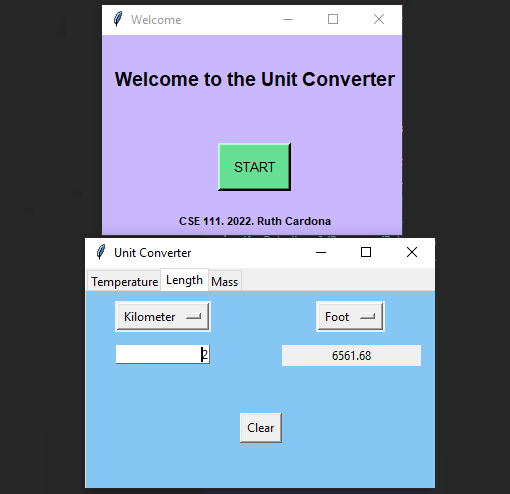 Welcome
Welcome to the Unit Converter
START
CSE 111. 2022. Ruth Cardona
Unit Converter
Temperature Length Mass
Kilometer Foot
2 6561.68
Clear